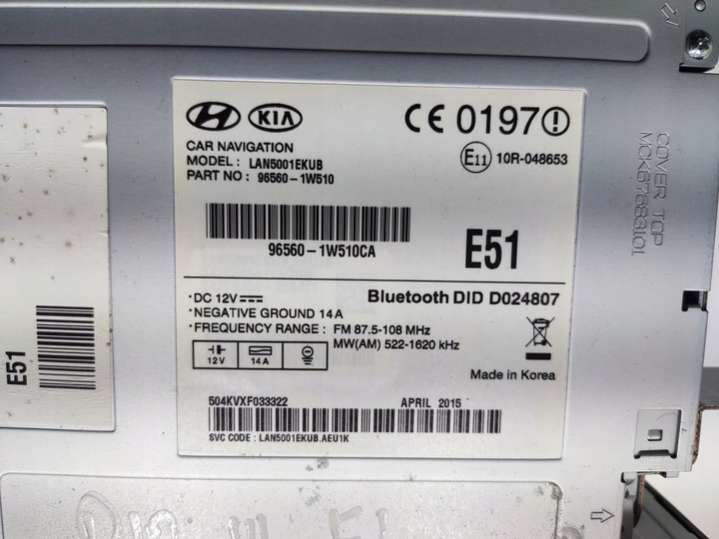 HYUNDAI KIA
CE 0197
CAR NAVIGATION
MODEL : LAN5001EKUB
PART NO : 96560-1W510
E11 10R-048653
96560-1W510CA
E51
·DC 12V
Bluetooth DID D024807
·NEGATIVE GROUND 14A
·FREQUENCY RANGE : FM 87.5-108 MHz
MW(AM) 522-1620 kHz
12V 14A
Made in Korea
504KVXF033322
APRIL 2015
SVC CODE : LAN5001EKUB.AEU1K
E51
COVER TOP
MCK67683101